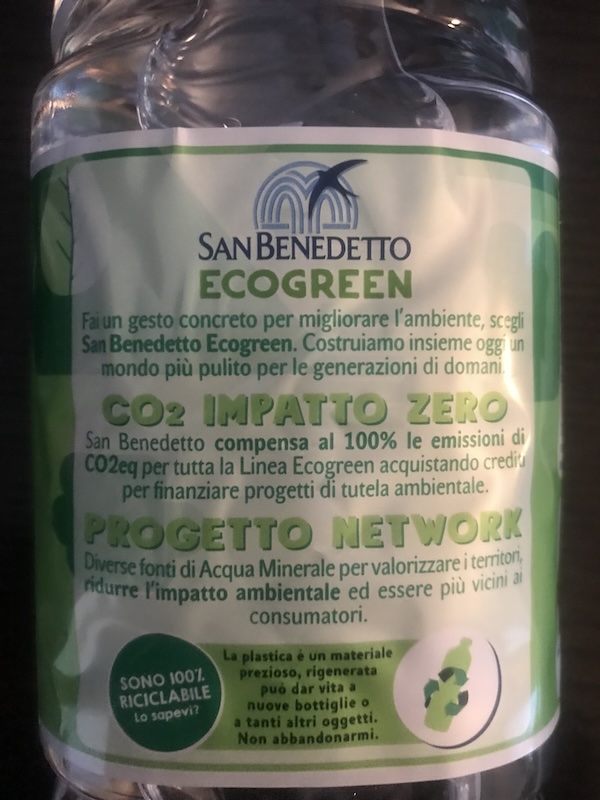 SAN BENEDETTO
ECOGREEN
Fai un gesto concreto per migliorare l'ambiente, scegli
San Benedetto Ecogreen. Costruiamo insieme oggi un
mondo più pulito per le generazioni di domani.
CO2 IMPATTO ZERO
San Benedetto compensa al 100% le emissioni di
CO2eq per tutta la Linea Ecogreen acquistando crediti
per finanziare progetti di tutela ambientale.
PROGETTO NETWORK
Diverse fonti di Acqua Minerale per valorizzare i territori,
ridurre l'impatto ambientale ed essere più vicini ai
consumatori.
SONO 100%
RICICLABILE
Lo sapevi?
La plastica è un materiale
prezioso, rigenerata
può dar vita a
nuove bottiglie o
a tanti altri oggetti.
Non abbandonarmi.